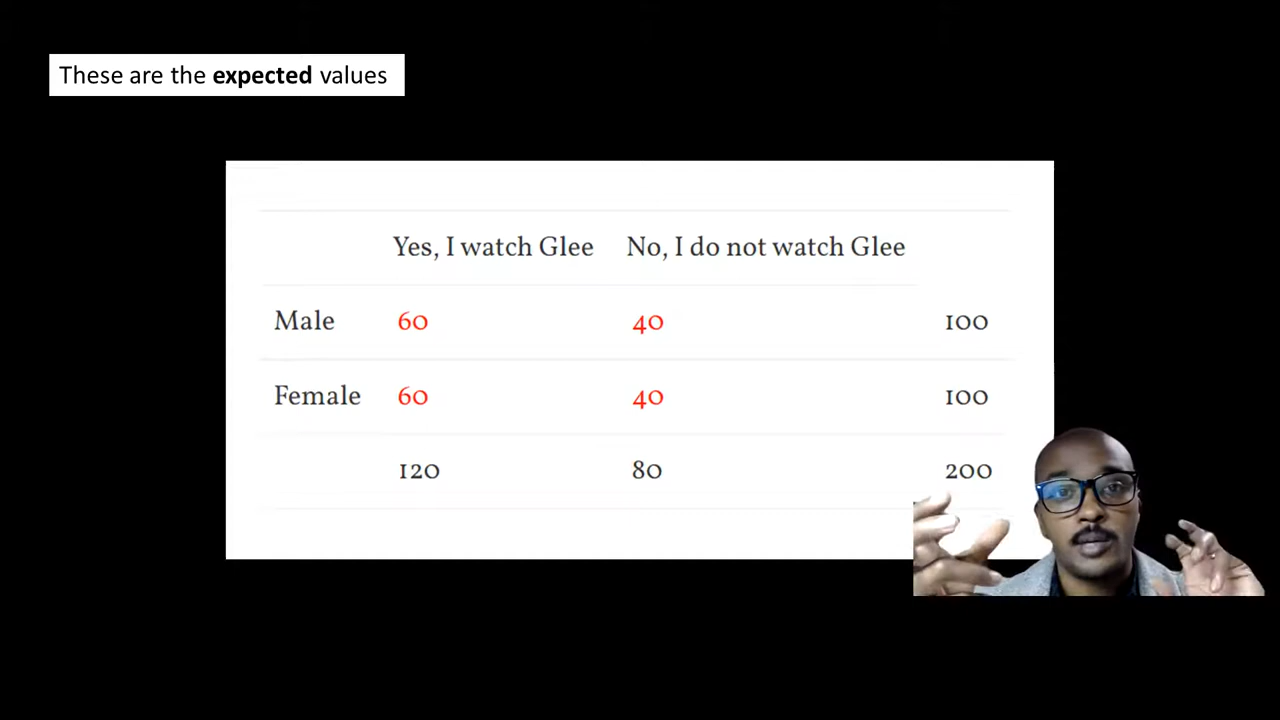 These are the expected values
Yes, I watch Glee No, I do not watch Glee
Male 60 40 100
Female 60 40 100
120 80 200